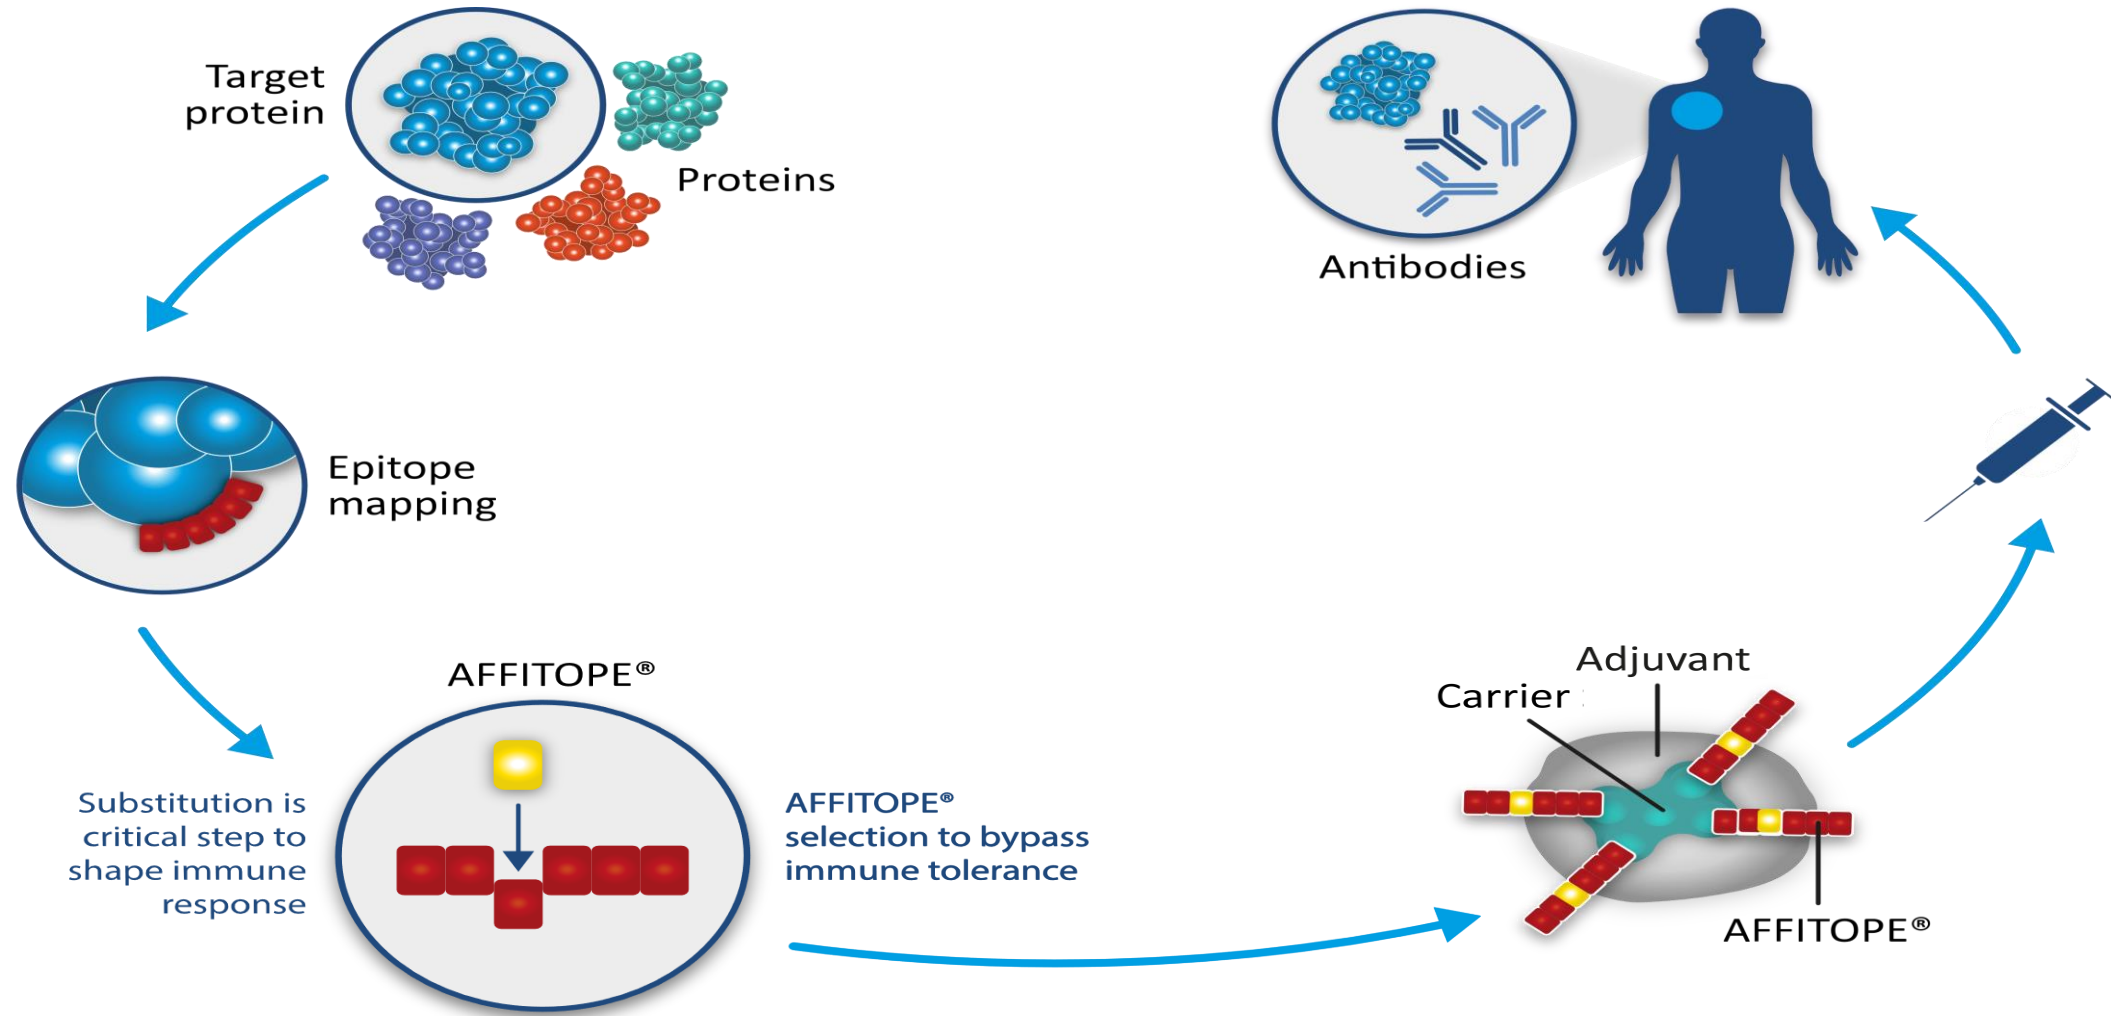 Target
protein
Proteins
Epitope
mapping
AFFITOPE®
Substitution is
critical step to
shape immune
response
AFFITOPE®
selection to bypass
immune tolerance
Adjuvant
Carrier
AFFITOPE®
Antibodies